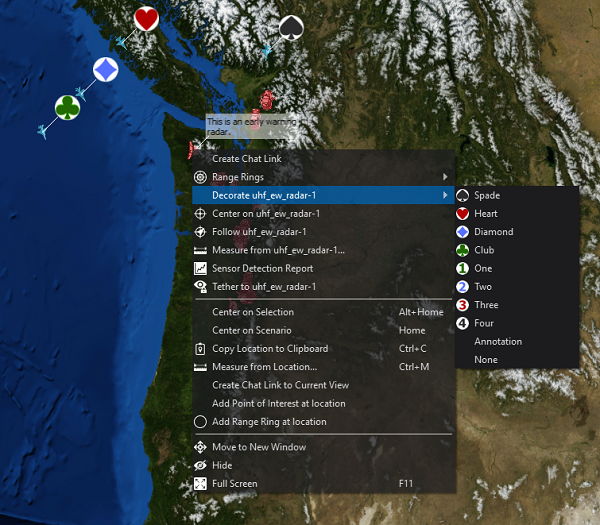 This is an early warning
radar.
Create Chat Link
Range Rings
Decorate uhf_ew_radar-1
Center on uhf_ew_radar-1
Follow uhf_ew_radar-1
Measure from uhf_ew_radar-1...
Sensor Detection Report
Tether to uhf_ew_radar-1
Center on Selection Alt+Home
Center on Scenario Home
Copy Location to Clipboard Ctrl+C
Measure from Location... Ctrl+M
Create Chat Link to Current View
Add Point of Interest at location
Add Range Ring at location
Move to New Window
Hide
Full Screen F11
Spade
Heart
Diamond
Club
1 One
2 Two
3 Three
4 Four
Annotation
None